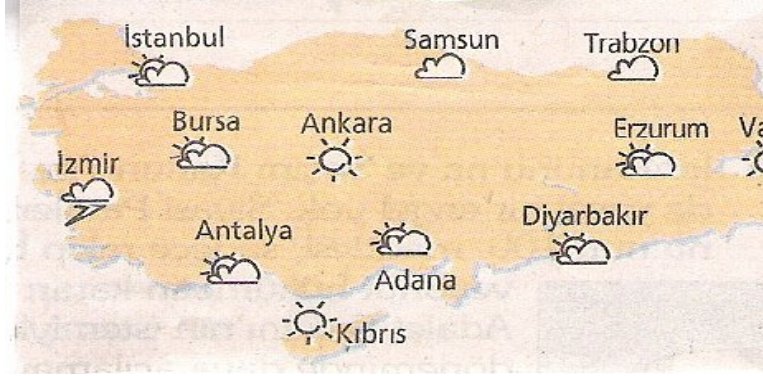 İstanbul
Samsun
Trabzon
Bursa
Ankara
Erzurum
İzmir
Antalya
Diyarbakır
Adana
Kıbrıs